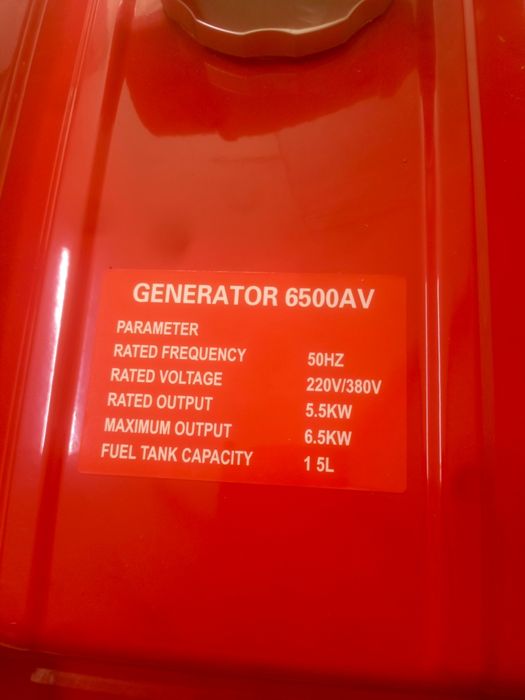 GENERATOR 6500AV
PARAMETER
RATED FREQUENCY 50HZ
RATED VOLTAGE 220V/380V
RATED OUTPUT 5.5KW
MAXIMUM OUTPUT 6.5KW
FUEL TANK CAPACITY 1 5L